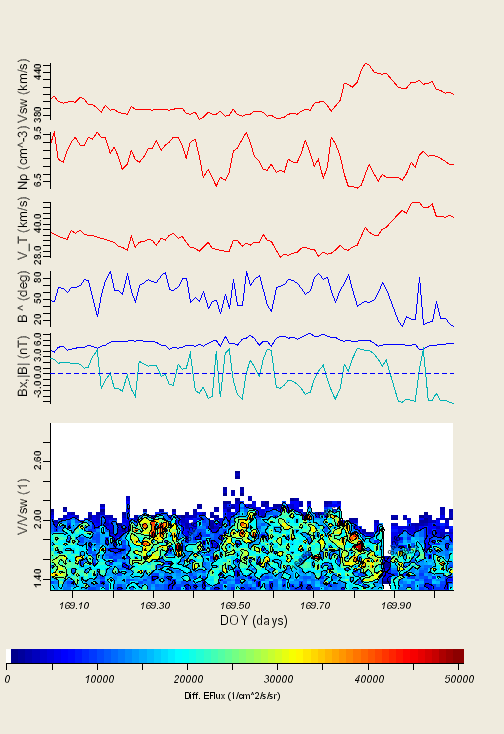 Vsw (km/s)
440
380
Np (cm^-3)
9.5
6.5
V_T (km/s)
40.0
28.0
B ^ (deg)
80
50
20
Bx,|B| (nT)
6.0
3.0
0.0
-3.0
V/Vsw (1)
2.60
2.00
1.40
169.10 169.30 169.50 169.70 169.90
DOY (days)
0 10000 20000 30000 40000 50000
Diff. EFlux (1/cm^2/s/sr)